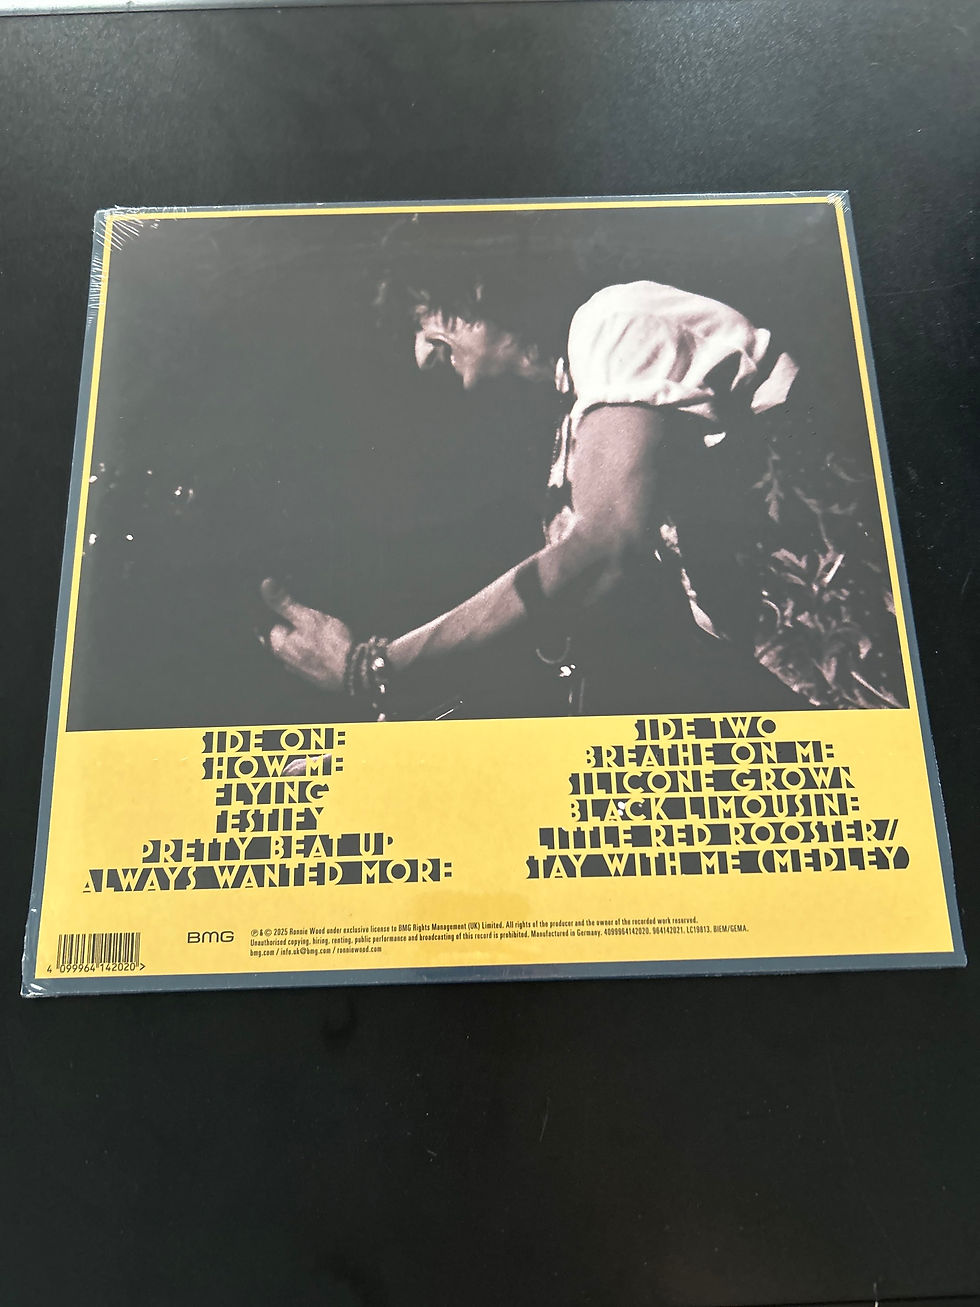 SIDE ONE
SHOW ME
FLYING
TESTIFY
PRETTY BEAT UP
ALWAYS WANTED MORE
SIDE TWO
BREATHE ON ME
SILICONE GROWN
BLACK LIMOUSINE
LITTLE RED ROOSTER/
STAY WITH ME (MEDLEY)
4 099964 142020 >
BMG
℗ & © 2025 Ronnie Wood under exclusive license to BMG Rights Management (UK) Limited. All rights of the producer and the owner of the recorded work reserved.
Unauthorised copying, hiring, renting, public performance and broadcasting of this record is prohibited. Manufactured in Germany. 4099964142020. 964142021. LC19813. BIEM/GEMA.
bmg.com / info.uk@bmg.com / ronniewood.com